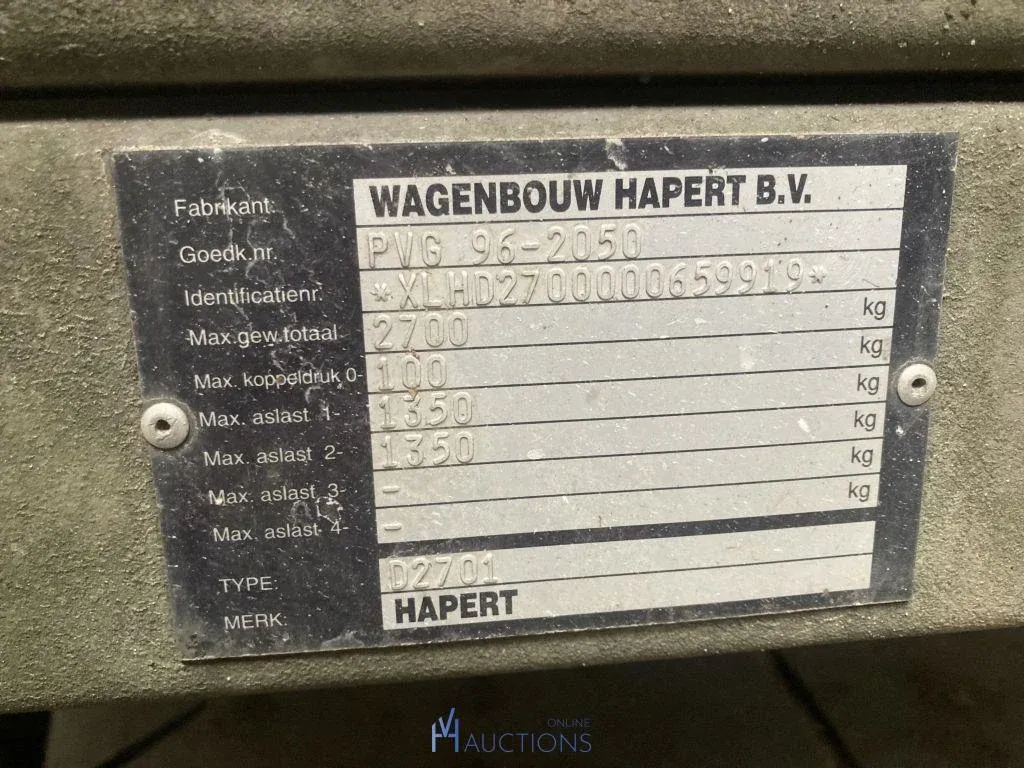 Fabrikant: WAGENBOUW HAPERT B.V.
Goedk.nr. PVG 96-2050
Identificatienr. *XLHD2700000659919*
Max.gew.totaal 2700 kg
Max. koppeldruk 0- 100 kg
Max. aslast 1- 1350 kg
Max. aslast 2- 1350 kg
Max. aslast 3- - kg
Max. aslast 4- - kg
TYPE: D2701
MERK: HAPERT
ONLINE
AUCTIONS